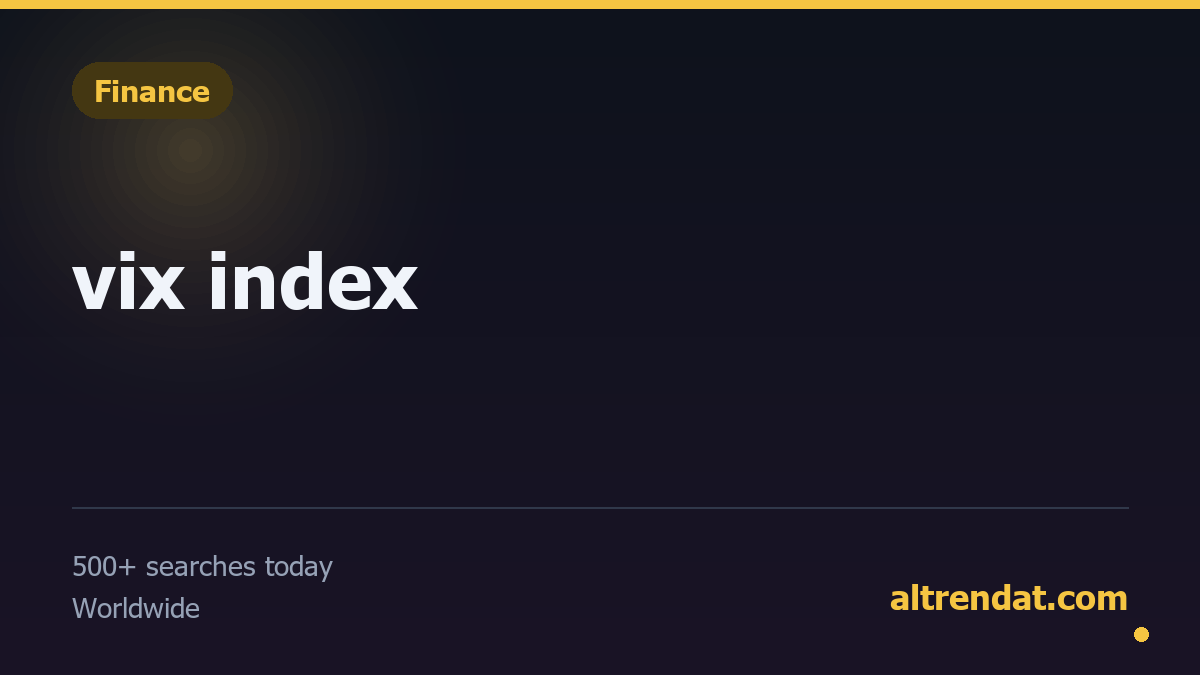 Finance
vix index
500+ searches today
Worldwide
altrendat.com